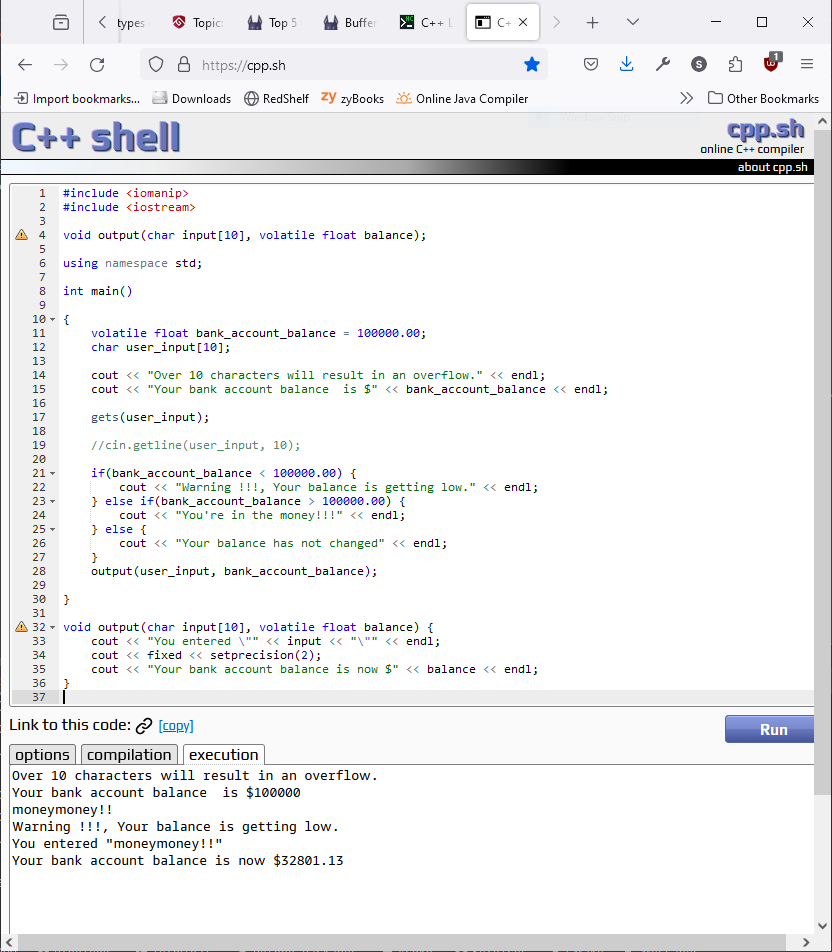 types
Topic:
Top 5
Buffer
C++ L
C+
https://cpp.sh
S
1
Import bookmarks...
Downloads
RedShelf
zyBooks
Online Java Compiler
Other Bookmarks
C++ shell
cpp.sh
online C++ compiler
about cpp.sh
1 #include <iomanip>
2 #include <iostream>
3
4 void output(char input[10], volatile float balance);
5
6 using namespace std;
7
8 int main()
9
10 {
11 volatile float bank_account_balance = 100000.00;
12 char user_input[10];
13
14 cout << "Over 10 characters will result in an overflow." << endl;
15 cout << "Your bank account balance  is $" << bank_account_balance << endl;
16
17 gets(user_input);
18
19 //cin.getline(user_input, 10);
20
21 if(bank_account_balance < 100000.00) {
22 cout << "Warning !!!, Your balance is getting low." << endl;
23 } else if(bank_account_balance > 100000.00) {
24 cout << "You're in the money!!!" << endl;
25 } else {
26 cout << "Your balance has not changed" << endl;
27 }
28 output(user_input, bank_account_balance);
29
30 }
31
32 void output(char input[10], volatile float balance) {
33 cout << "You entered \"" << input << "\"" << endl;
34 cout << fixed << setprecision(2);
35 cout << "Your bank account balance is now $" << balance << endl;
36 }
37
Link to this code: [copy]
Run
options
compilation
execution
Over 10 characters will result in an overflow.
Your bank account balance  is $100000
moneymoney!!
Warning !!!, Your balance is getting low.
You entered "moneymoney!!"
Your bank account balance is now $32801.13